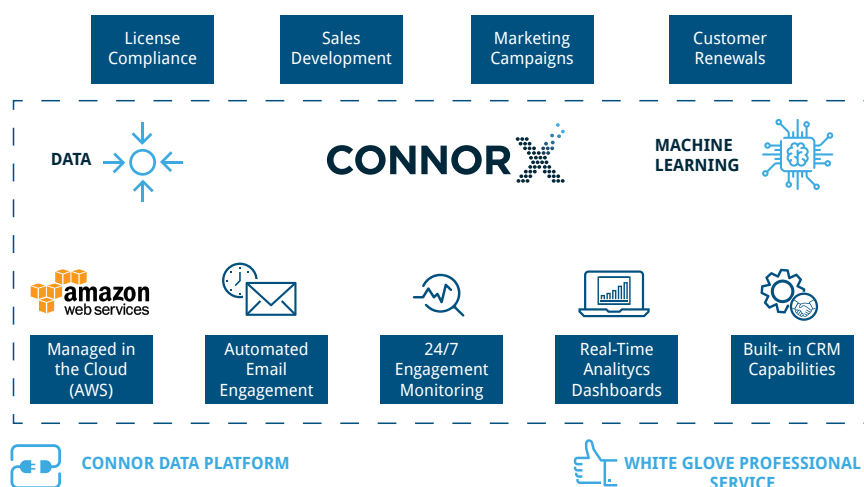 License
Compliance
Sales
Development
Marketing
Campaigns
Customer
Renewals
DATA
CONNOR X
MACHINE
LEARNING
amazon
web services
Managed in
the Cloud
(AWS)
Automated
Email
Engagement
24/7
Engagement
Monitoring
Real-Time
Analitycs
Dashboards
Built- in CRM
Capabilities
CONNOR DATA PLATFORM
WHITE GLOVE PROFESSIONAL
SERVICE